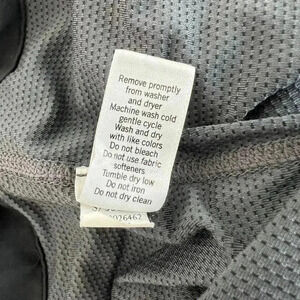 Remove promptly
from washer
and dryer
Machine wash cold
gentle cycle
Wash and dry
with like colors
Do not bleach
Do not use fabric
softeners
Tumble dry low
Do not iron
Do not dry clean